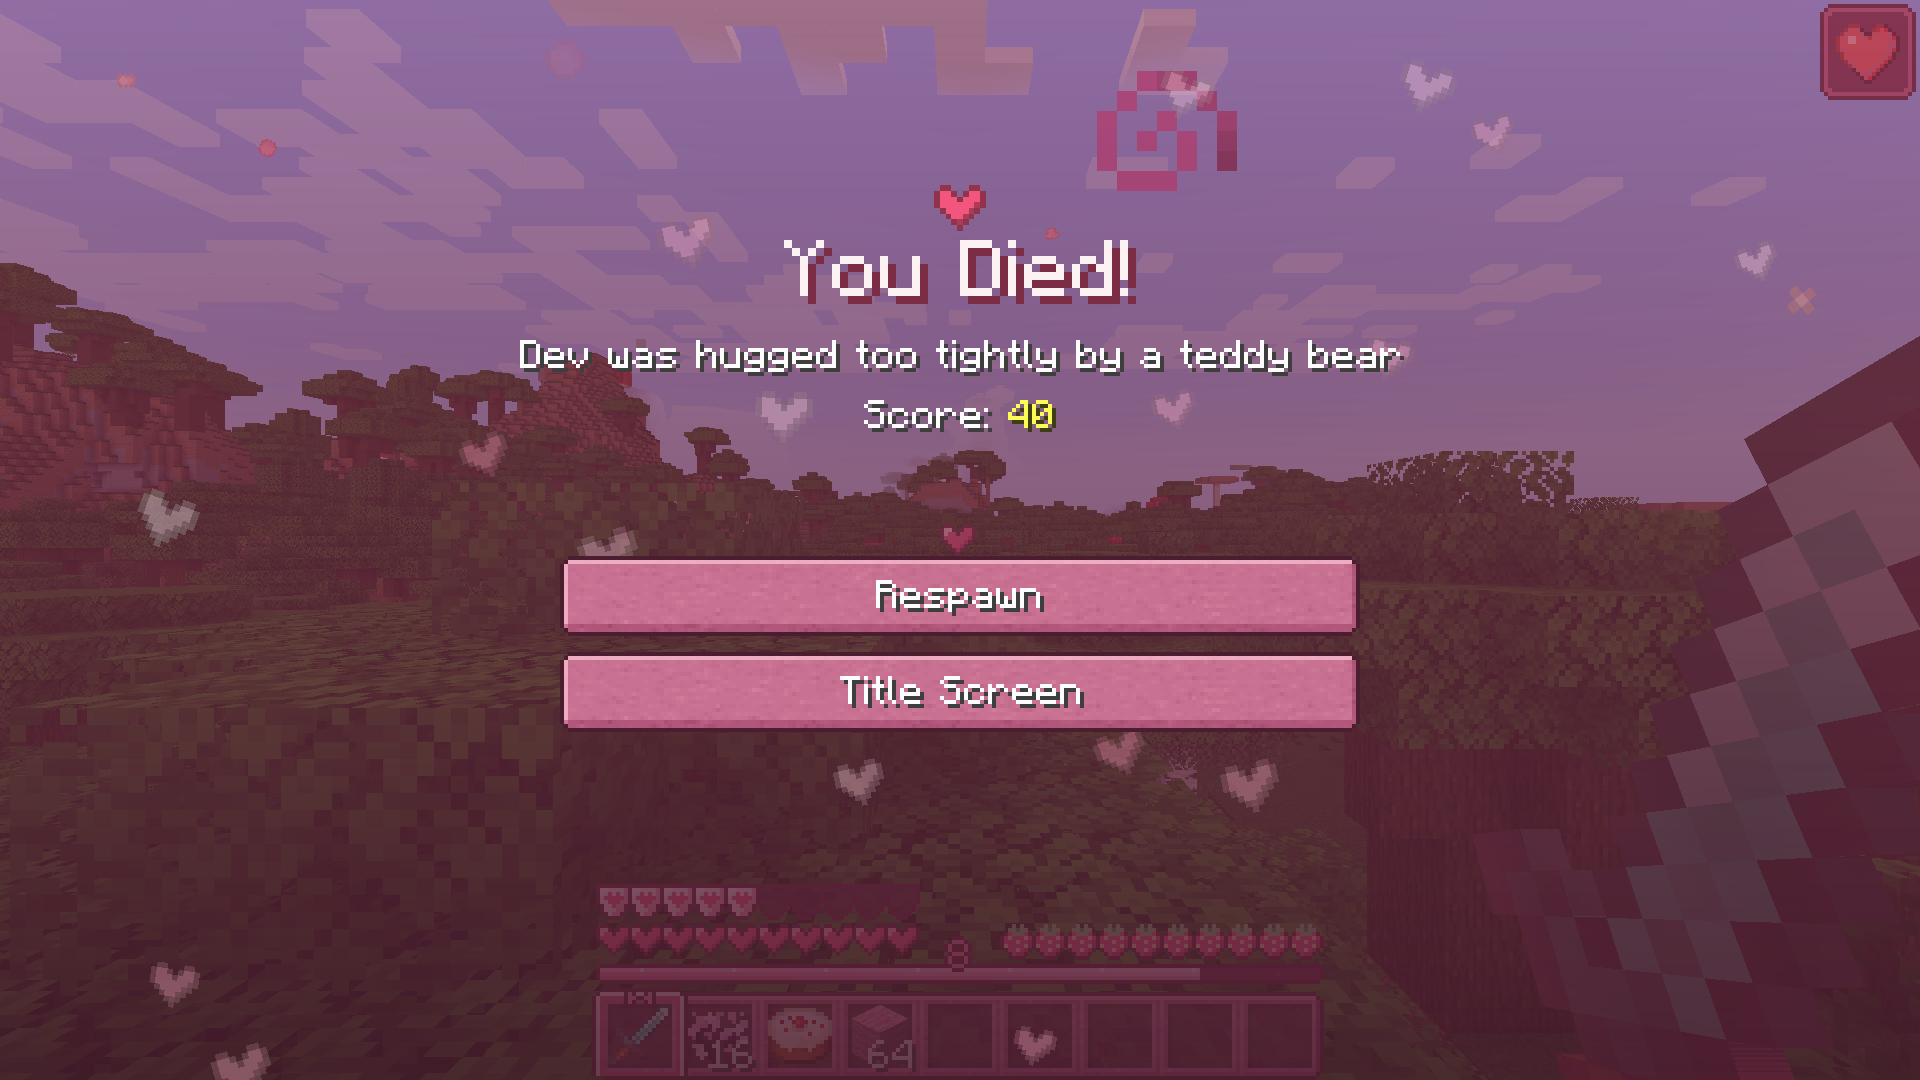 You Died!
Dev was hugged too tightly by a teddy bear
Score: 40
Respawn
Title Screen
8
16
64